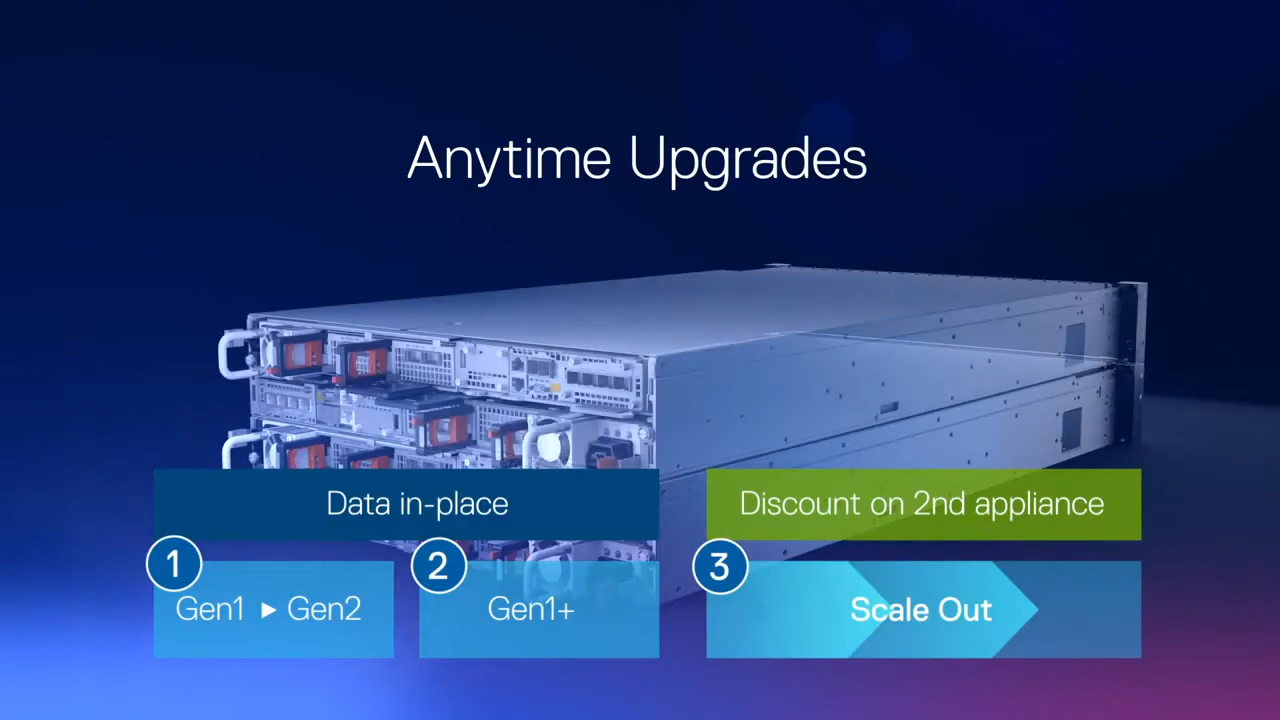 Anytime Upgrades
Data in-place
Discount on 2nd appliance
1
Gen1 ▶ Gen2
2
Gen1+
3
Scale Out